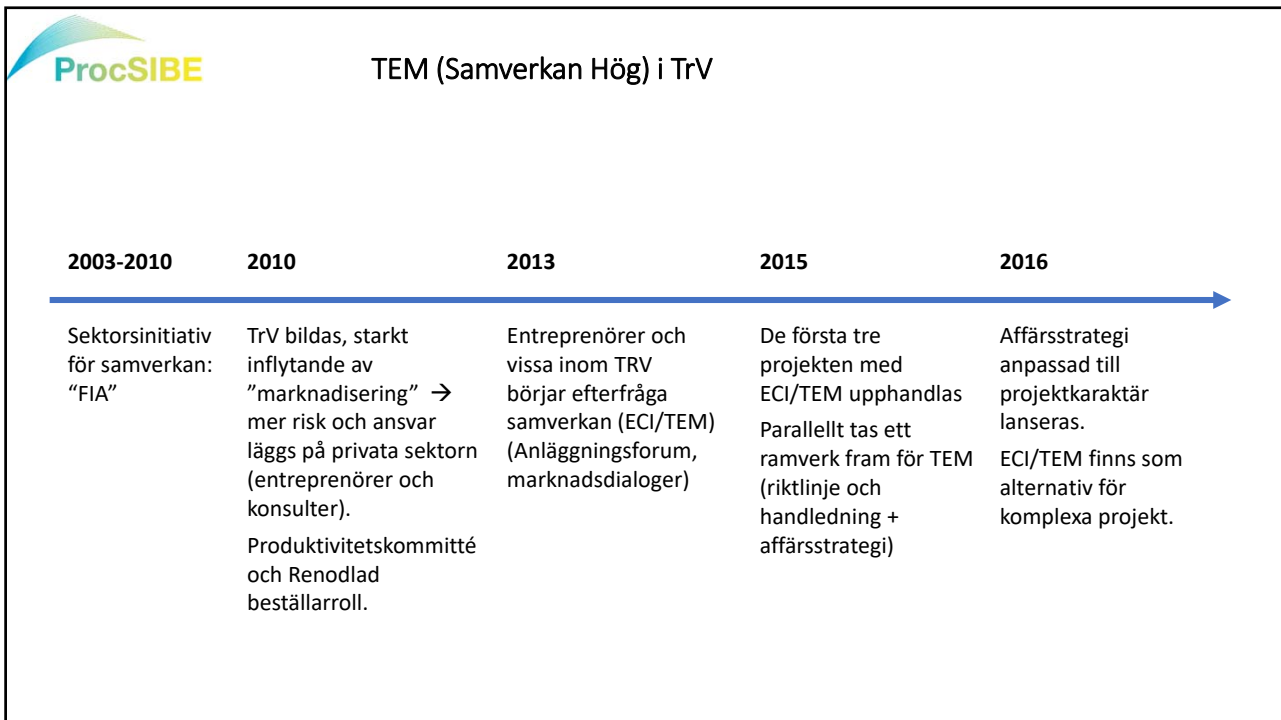 ProcSIBE
TEM (Samverkan Hög) i TrV
2003-2010
Sektorsinitiativ
för samverkan:
“FIA”
2010
TrV bildas, starkt
inflytande av
”marknadisering” →
mer risk och ansvar
läggs på privata sektorn
(entreprenörer och
konsulter).
Produktivitetskommitté
och Renodlad
beställarroll.
2013
Entreprenörer och
vissa inom TRV
börjar efterfråga
samverkan (ECI/TEM)
(Anläggningsforum,
marknadsdialoger)
2015
De första tre
projekten med
ECI/TEM upphandlas
Parallellt tas ett
ramverk fram för TEM
(riktlinje och
handledning +
affärsstrategi)
2016
Affärsstrategi
anpassad till
projektkaraktär
lanseras.
ECI/TEM finns som
alternativ för
komplexa projekt.